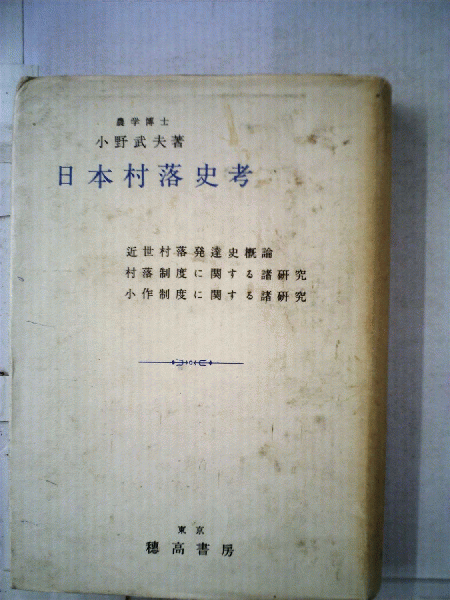 農学博士
小野武夫著
日本村落史考
近世村落発達史概論
村落制度に関する諸研究
小作制度に関する諸研究
東京
穂高書房